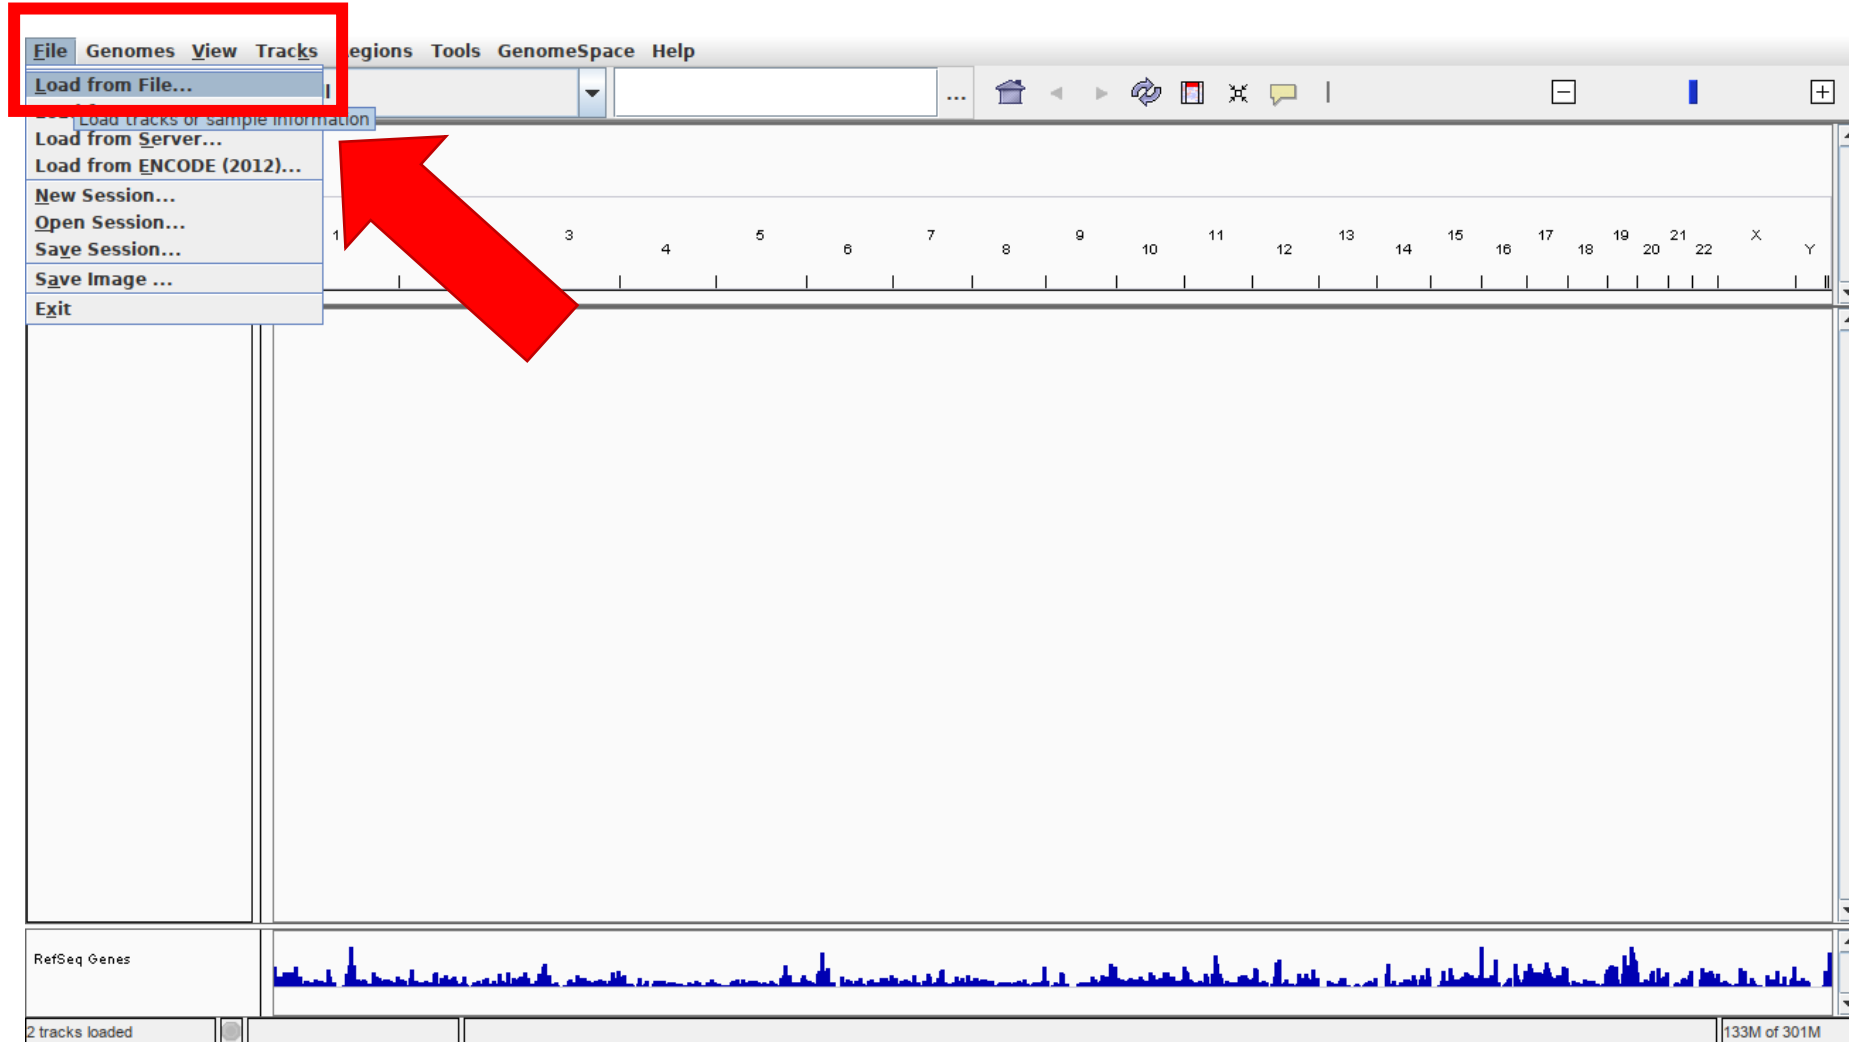 File Genomes View Tracks egions Tools GenomeSpace Help
Load from File...
l
...
Load tracks or sample information
Load from Server...
Load from ENCODE (2012)...
New Session...
Open Session...
Save Session...
Save Image ...
Exit
1 3 5 7 9 11 13 15 17 19 21 X
4 6 8 10 12 14 16 18 20 22 Y
RefSeq Genes
2 tracks loaded
133M of 301M